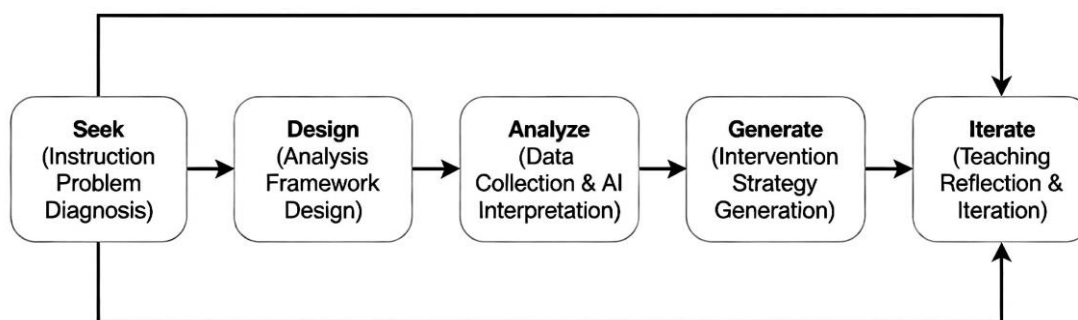 Seek
(Instruction
Problem
Diagnosis)
Design
(Analysis
Framework
Design)
Analyze
(Data
Collection & AI
Interpretation)
Generate
(Intervention
Strategy
Generation)
Iterate
(Teaching
Reflection &
Iteration)